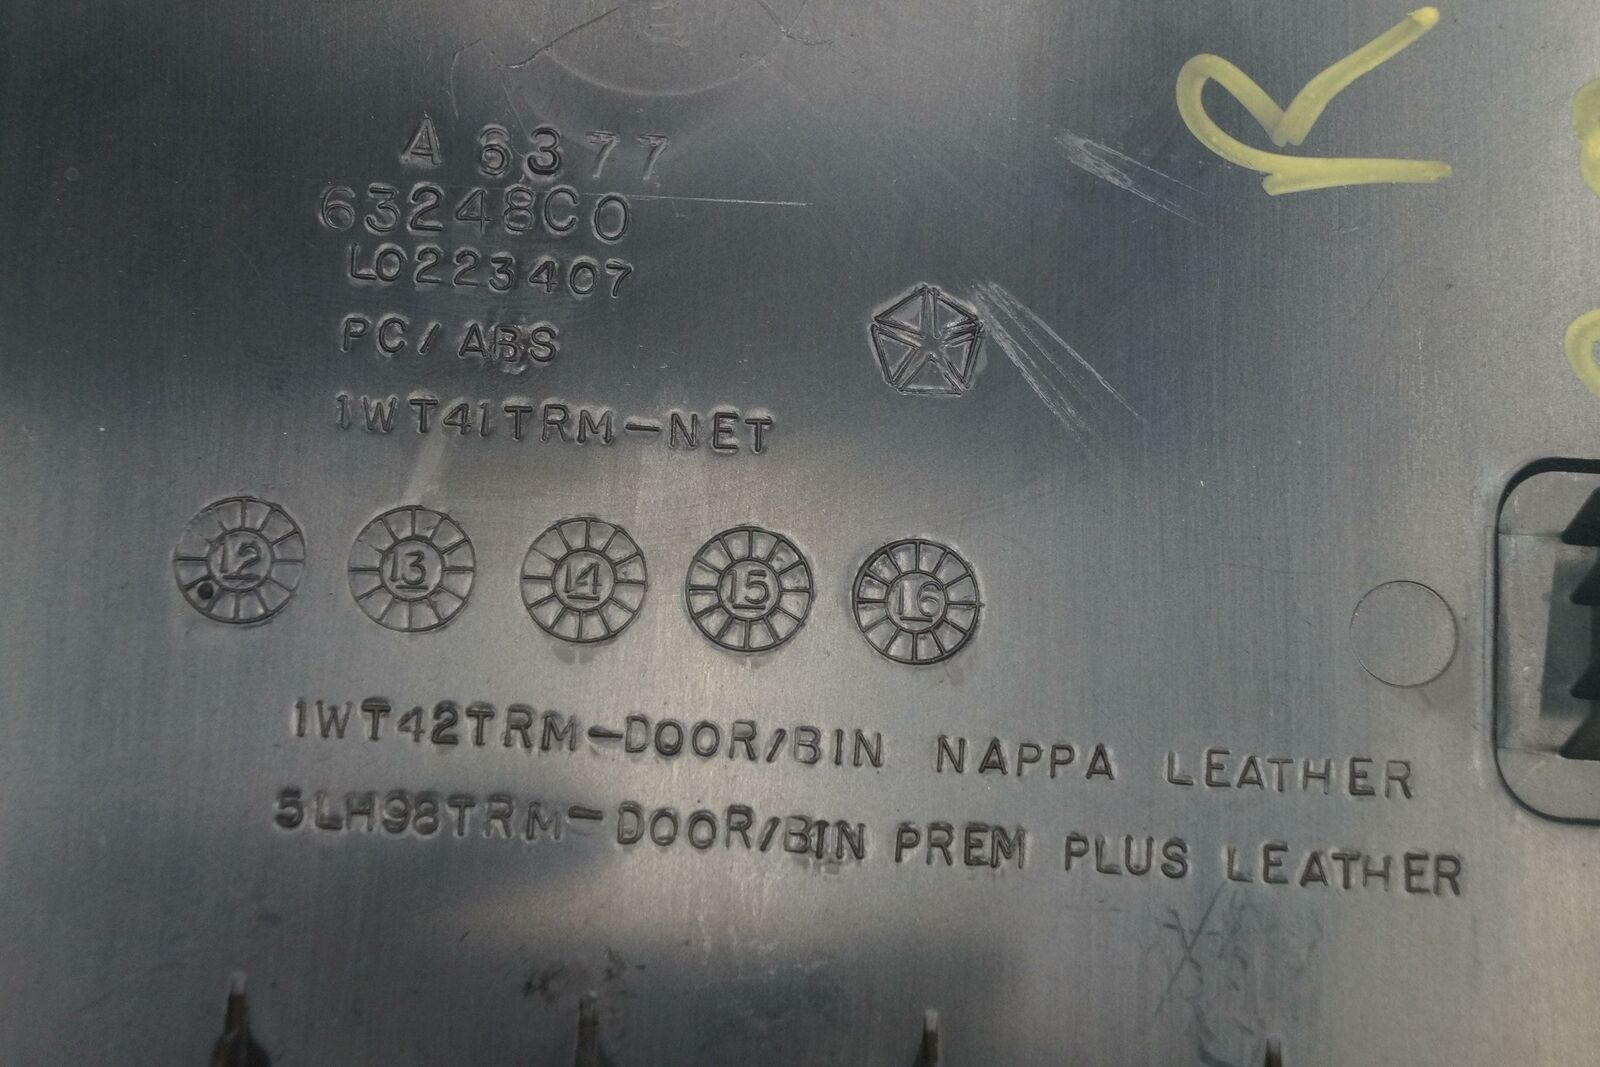 R
A 6377
63248C0
L0223407
PC/ABS
1WT41TRM-NET
12 13 14 15 16
1WT42TRM-DOOR/BIN NAPPA LEATHER
5LH98TRM-DOOR/BIN PREM PLUS LEATHER